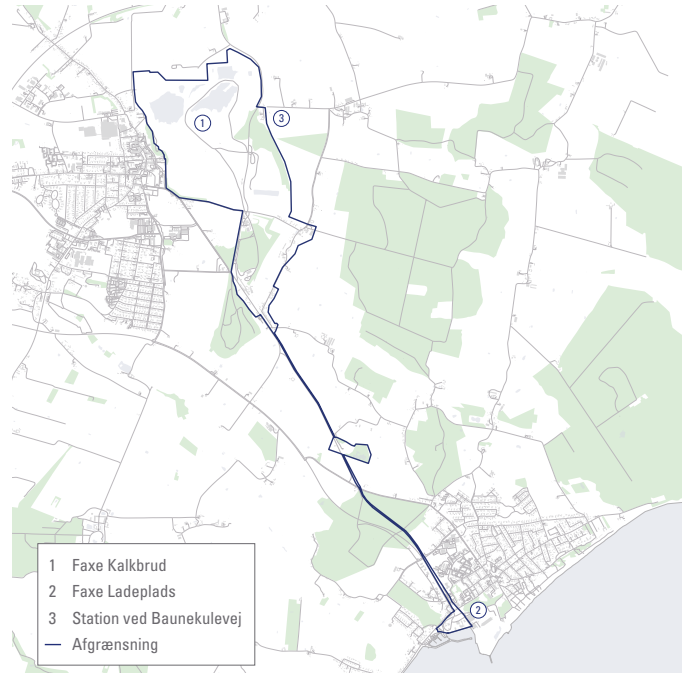 1
3
2
1 Faxe Kalkbrud
2 Faxe Ladeplads
3 Station ved Baunekulevej
Afgrænsning